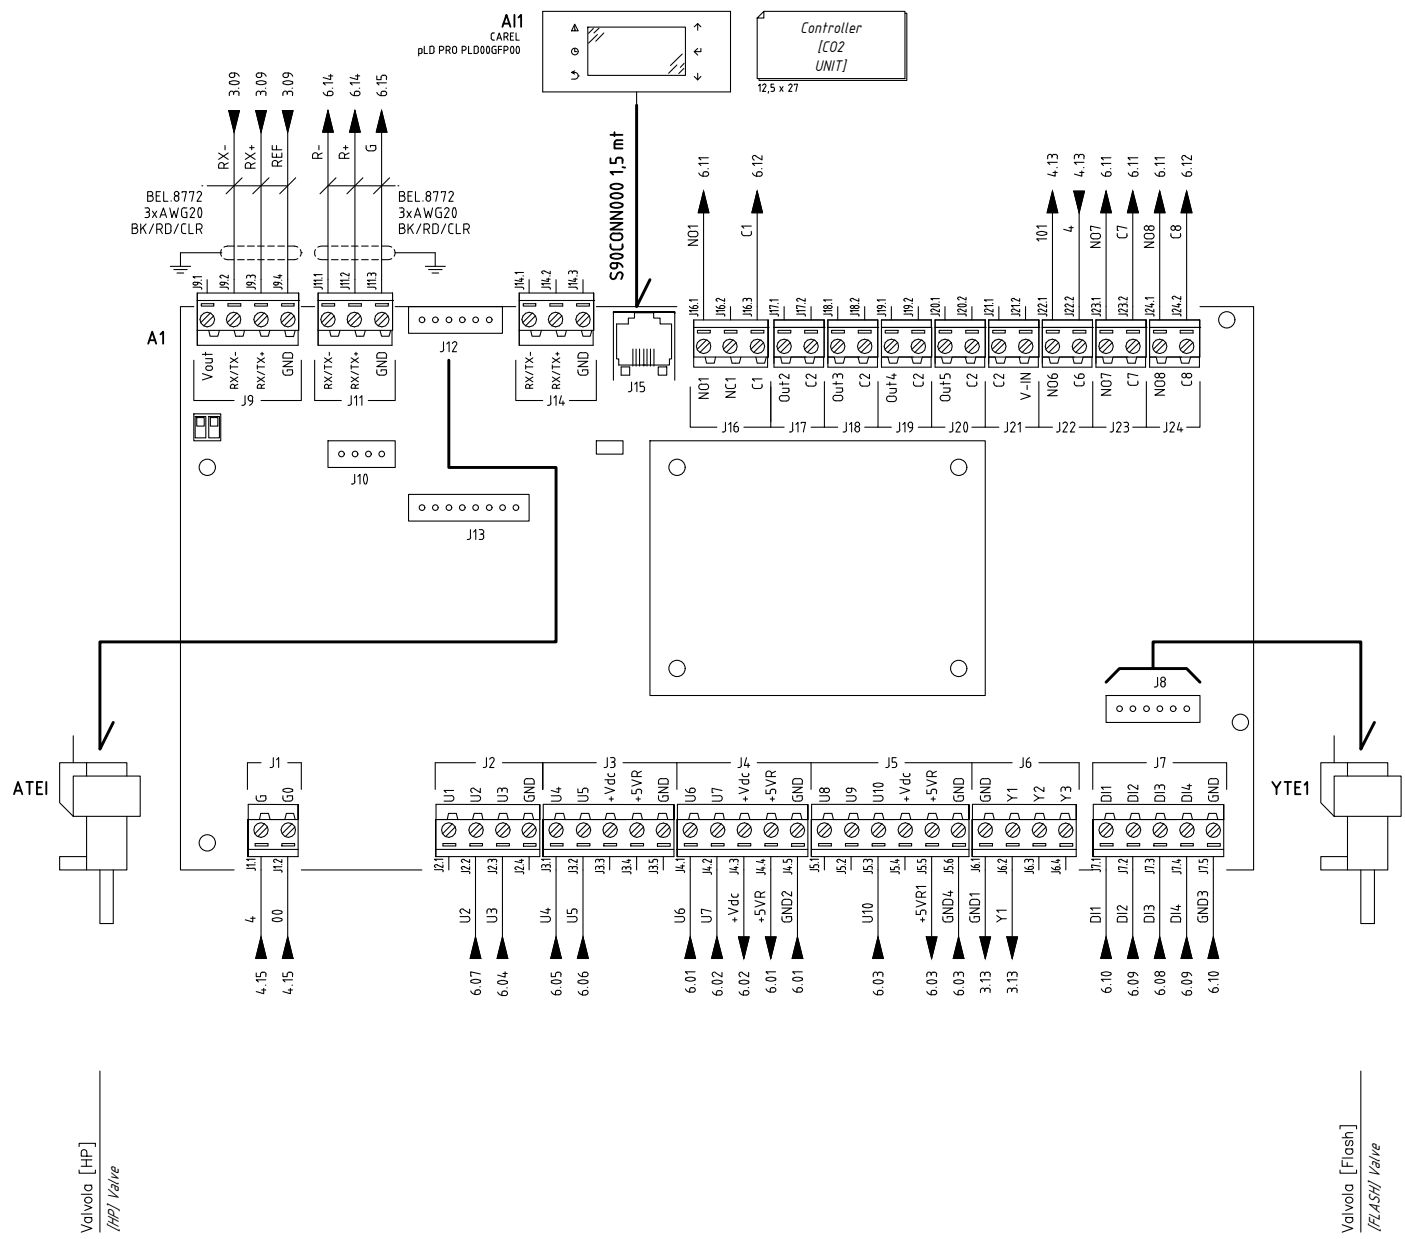 AI1
CAREL
pLD PRO PLD00GFP00
Controller
[CO2
UNIT]
12,5 x 27
3.09
3.09
3.09
6.14
6.14
6.15
RX-
RX+
REF
R-
R+
G
BEL.8772
3xAWG20
BK/RD/CLR
BEL.8772
3xAWG20
BK/RD/CLR
S90CONN000 1,5 mt
6.11
6.12
4.13
4.13
6.11
6.11
6.11
6.12
NO1
C1
101
4
NO7
C7
NO8
C8
J9.1
J9.2
J9.3
J9.4
J11.1
J11.2
J11.3
J14.1
J14.2
J14.3
J16.1
J16.2
J16.3
J17.1
J17.2
J18.1
J18.2
J19.1
J19.2
J20.1
J20.2
J21.1
J21.2
J22.1
J22.2
J23.1
J23.2
J24.1
J24.2
A1
Vout
RX/TX-
RX/TX+
GND
RX/TX-
RX/TX+
GND
J12
RX/TX-
RX/TX+
GND
J15
NO1
NC1
C1
Out2
C2
Out3
C2
Out4
C2
Out5
C2
C2
V-IN
NO6
C6
NO7
C7
NO8
C8
J9
J11
J14
J16
J17
J18
J19
J20
J21
J22
J23
J24
J10
J13
J8
ATEI
YTE1
J1
J2
J3
J4
J5
J6
J7
G
G0
U1
U2
U3
GND
U4
U5
+Vdc
+5VR
GND
U6
U7
+Vdc
+5VR
GND
U8
U9
U10
+Vdc
+5VR
GND
GND
Y1
Y2
Y3
DI1
DI2
DI3
DI4
GND
J1.1
J1.2
J2.1
J2.2
J2.3
J2.4
J3.1
J3.2
J3.3
J3.4
J3.5
J4.1
J4.2
J4.3
J4.4
J4.5
J5.1
J5.2
J5.3
J5.4
J5.5
J5.6
J6.1
J6.2
J6.3
J6.4
J7.1
J7.2
J7.3
J7.4
J7.5
4
00
U2
U3
U4
U5
U6
U7
+Vdc
+5VR
GND2
U10
+5VR1
GND4
GND1
Y1
DI1
DI2
DI3
DI4
GND3
4.15
4.15
6.07
6.04
6.05
6.06
6.01
6.02
6.02
6.01
6.01
6.03
6.03
6.03
3.13
3.13
6.10
6.09
6.08
6.09
6.10
Valvola [HP]
[HP] Valve
Valvola [Flash]
[FLASH] Valve